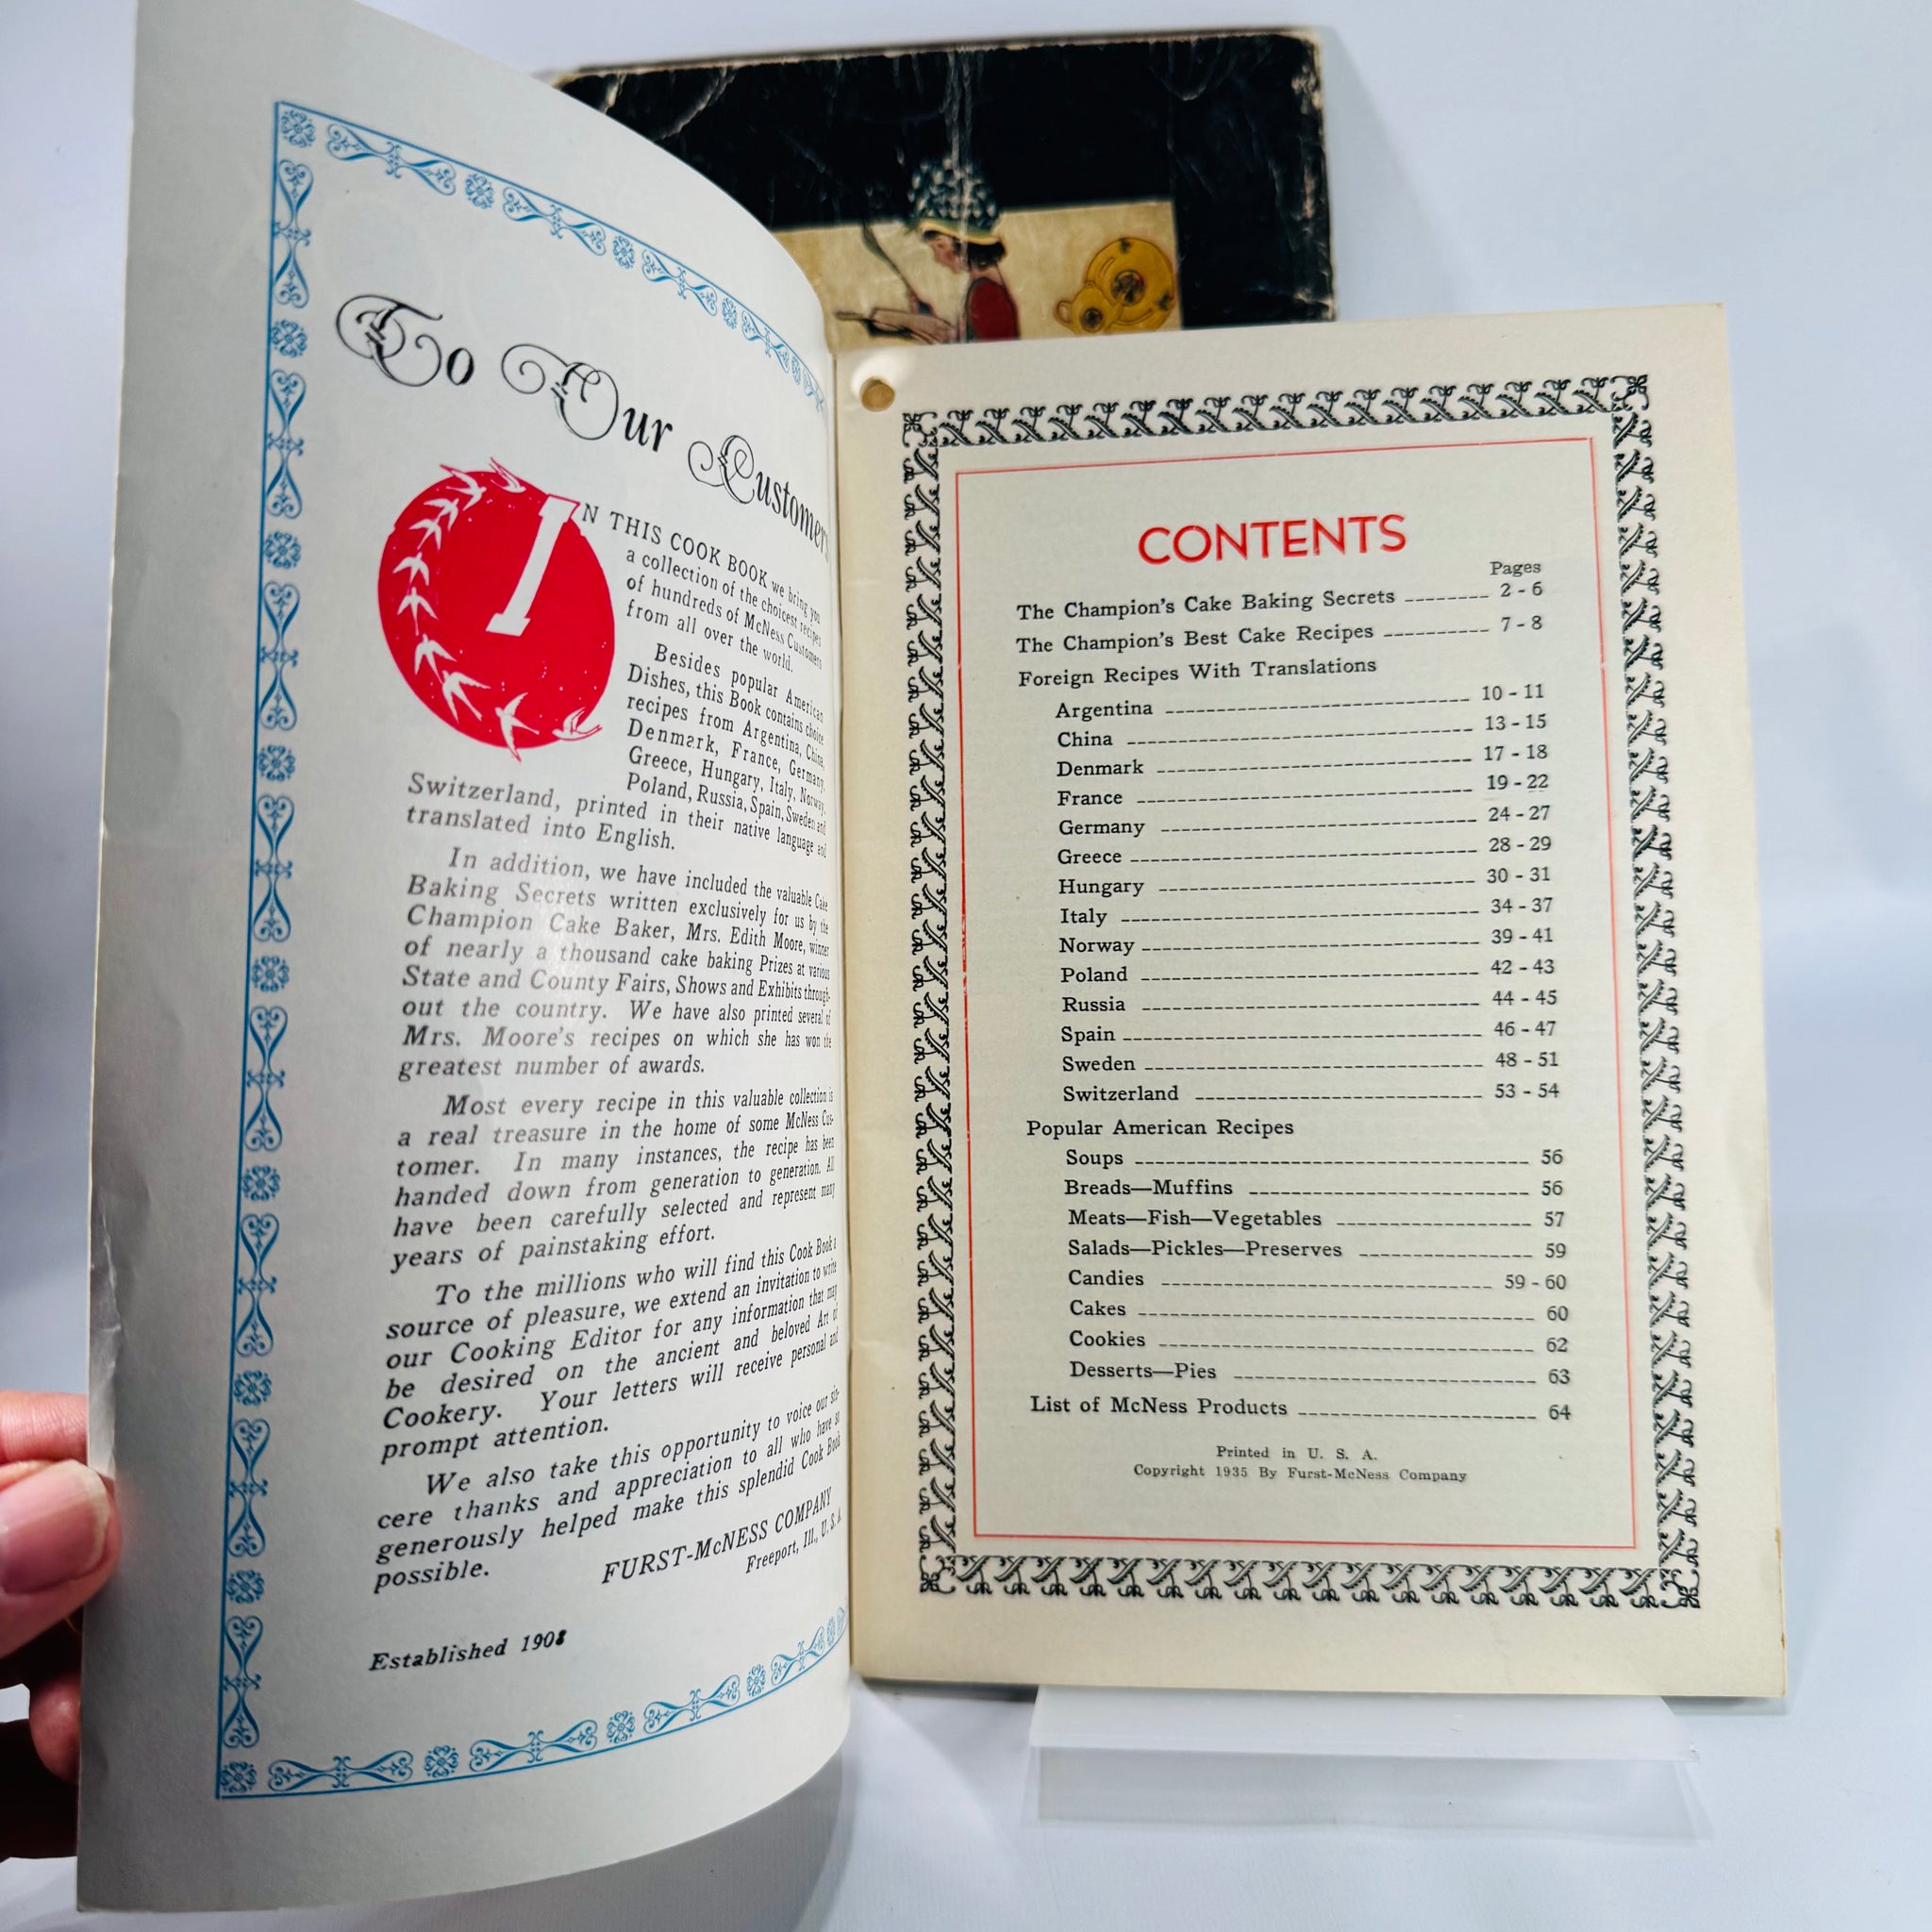 To Our Customers
IN THIS COOK BOOK we bring you
a collection of the choicest recipes
of hundreds of McNess Customers
from all over the world.
Besides popular American
Dishes, this Book contains choice
recipes from Argentina, China,
Denmark, France, Germany,
Greece, Hungary, Italy, Norway,
Poland, Russia, Spain, Sweden and
Switzerland, printed in their native language and
translated into English.
In addition, we have included the valuable Cake
Baking Secrets written exclusively for us by the
Champion Cake Baker, Mrs. Edith Moore, winner
of nearly a thousand cake baking Prizes at various
State and County Fairs, Shows and Exhibits through-
out the country. We have also printed several of
Mrs. Moore's recipes on which she has won the
greatest number of awards.
Most every recipe in this valuable collection is
a real treasure in the home of some McNess Cus-
tomer. In many instances, the recipe has been
handed down from generation to generation. All
have been carefully selected and represent many
years of painstaking effort.
To the millions who will find this Cook Book a
source of pleasure, we extend an invitation to write
our Cooking Editor for any information that may
be desired on the ancient and beloved Art of
Cookery. Your letters will receive personal and
prompt attention.
We also take this opportunity to voice our sin-
cere thanks and appreciation to all who have so
generously helped make this splendid Cook Book
possible.
FURST-McNESS COMPANY
Freeport, Ill., U. S. A.
Established 1908
CONTENTS
Pages
The Champion's Cake Baking Secrets 2 - 6
The Champion's Best Cake Recipes 7 - 8
Foreign Recipes With Translations
Argentina 10 - 11
China 13 - 15
Denmark 17 - 18
France 19 - 22
Germany 24 - 27
Greece 28 - 29
Hungary 30 - 31
Italy 34 - 37
Norway 39 - 41
Poland 42 - 43
Russia 44 - 45
Spain 46 - 47
Sweden 48 - 51
Switzerland 53 - 54
Popular American Recipes
Soups 56
Breads—Muffins 56
Meats—Fish—Vegetables 57
Salads—Pickles—Preserves 59
Candies 59 - 60
Cakes 60
Cookies 62
Desserts—Pies 63
List of McNess Products 64
Printed in U. S. A.
Copyright 1935 By Furst-McNess Company